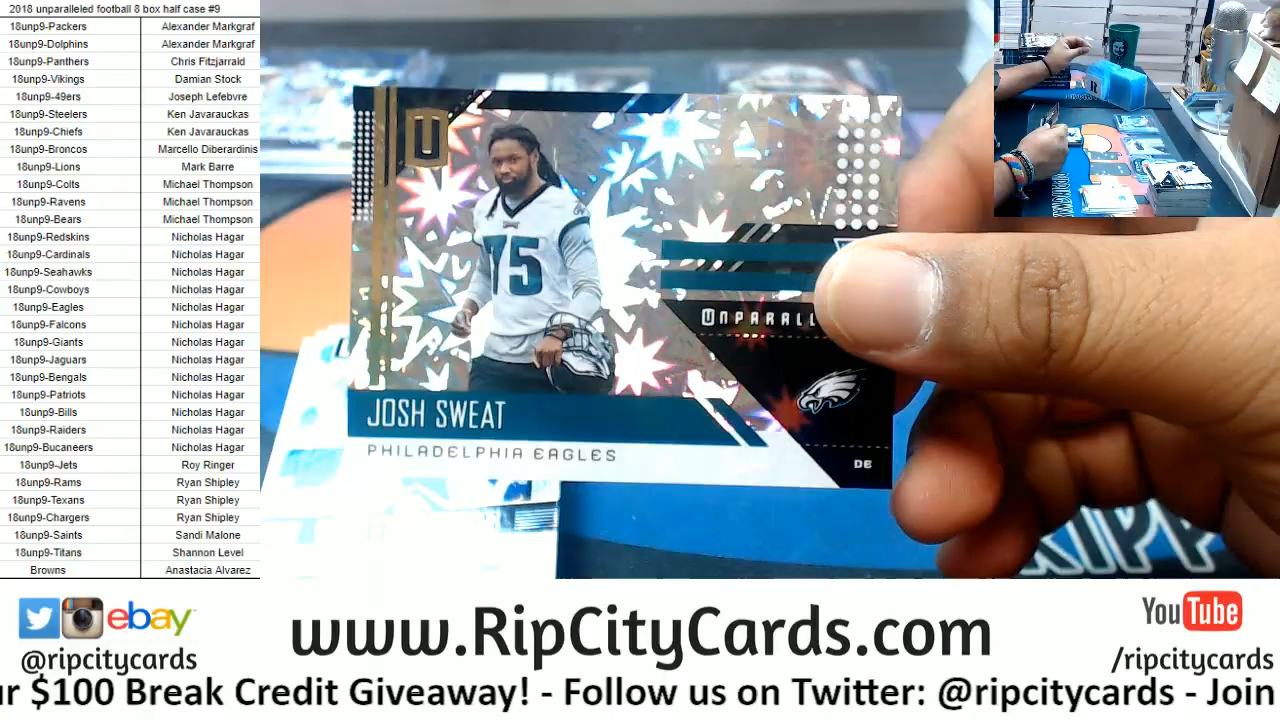 2018 unparalleled football 8 box half case #9
18unp9-Packers Alexander Markgraf
18unp9-Dolphins Alexander Markgraf
18unp9-Panthers Chris Fitzjarrald
18unp9-Vikings Damian Stock
18unp9-49ers Joseph Lefebvre
18unp9-Steelers Ken Javarauckas
18unp9-Chiefs Ken Javarauckas
18unp9-Broncos Marcello Diberardinis
18unp9-Lions Mark Barre
18unp9-Colts Michael Thompson
18unp9-Ravens Michael Thompson
18unp9-Bears Michael Thompson
18unp9-Redskins Nicholas Hagar
18unp9-Cardinals Nicholas Hagar
18unp9-Seahawks Nicholas Hagar
18unp9-Cowboys Nicholas Hagar
18unp9-Eagles Nicholas Hagar
18unp9-Falcons Nicholas Hagar
18unp9-Giants Nicholas Hagar
18unp9-Jaguars Nicholas Hagar
18unp9-Bengals Nicholas Hagar
18unp9-Patriots Nicholas Hagar
18unp9-Bills Nicholas Hagar
18unp9-Raiders Nicholas Hagar
18unp9-Bucaneers Nicholas Hagar
18unp9-Jets Roy Ringer
18unp9-Rams Ryan Shipley
18unp9-Texans Ryan Shipley
18unp9-Chargers Ryan Shipley
18unp9-Saints Sandi Malone
18unp9-Titans Shannon Level
Browns Anastacia Alvarez
U
75
UNPARALL
JOSH SWEAT
PHILADELPHIA EAGLES
DE
RIPP
ebay
@ripcitycards
www.RipCityCards.com
YouTube
/ripcitycards
ur $100 Break Credit Giveaway! - Follow us on Twitter: @ripcitycards - Join